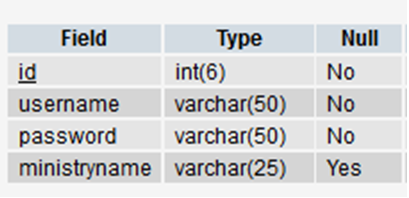 Field Type Null
id int(6) No
username varchar(50) No
password varchar(50) No
ministryname varchar(25) Yes